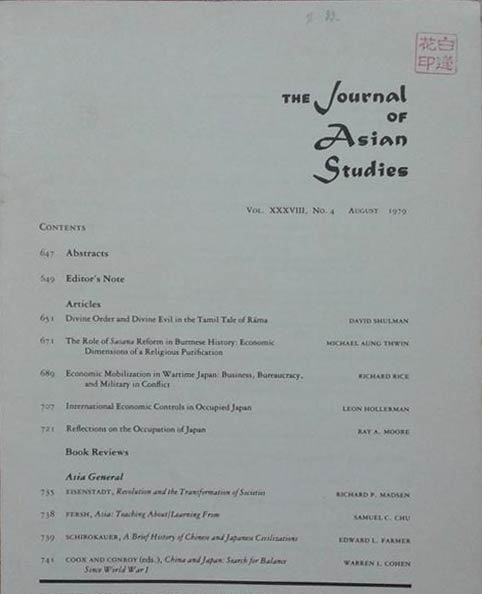 白蓮
花印
THE Journal
OF
Asian
Studies
VOL. XXXVIII, NO. 4 AUGUST 1979
CONTENTS
647 Abstracts
649 Editor's Note
Articles
651 Divine Order and Divine Evil in the Tamil Tale of Rāma DAVID SHULMAN
671 The Role of Sasana Reform in Burmese History: Economic MICHAEL AUNG THWIN
Dimensions of a Religious Purification
689 Economic Mobilization in Wartime Japan: Business, Bureaucracy, RICHARD RICE
and Military in Conflict
707 International Economic Controls in Occupied Japan LEON HOLLERMAN
721 Reflections on the Occupation of Japan RAY A. MOORE
Book Reviews
Asia General
735 EISENSTADT, Revolution and the Transformation of Societies RICHARD P. MADSEN
738 FERSH, Asia: Teaching About/Learning From SAMUEL C. CHU
739 SCHIROKAUER, A Brief History of Chinese and Japanese Civilizations EDWARD L. FARMER
741 COOX AND CONROY (eds.), China and Japan: Search for Balance WARREN I. COHEN
Since World War I